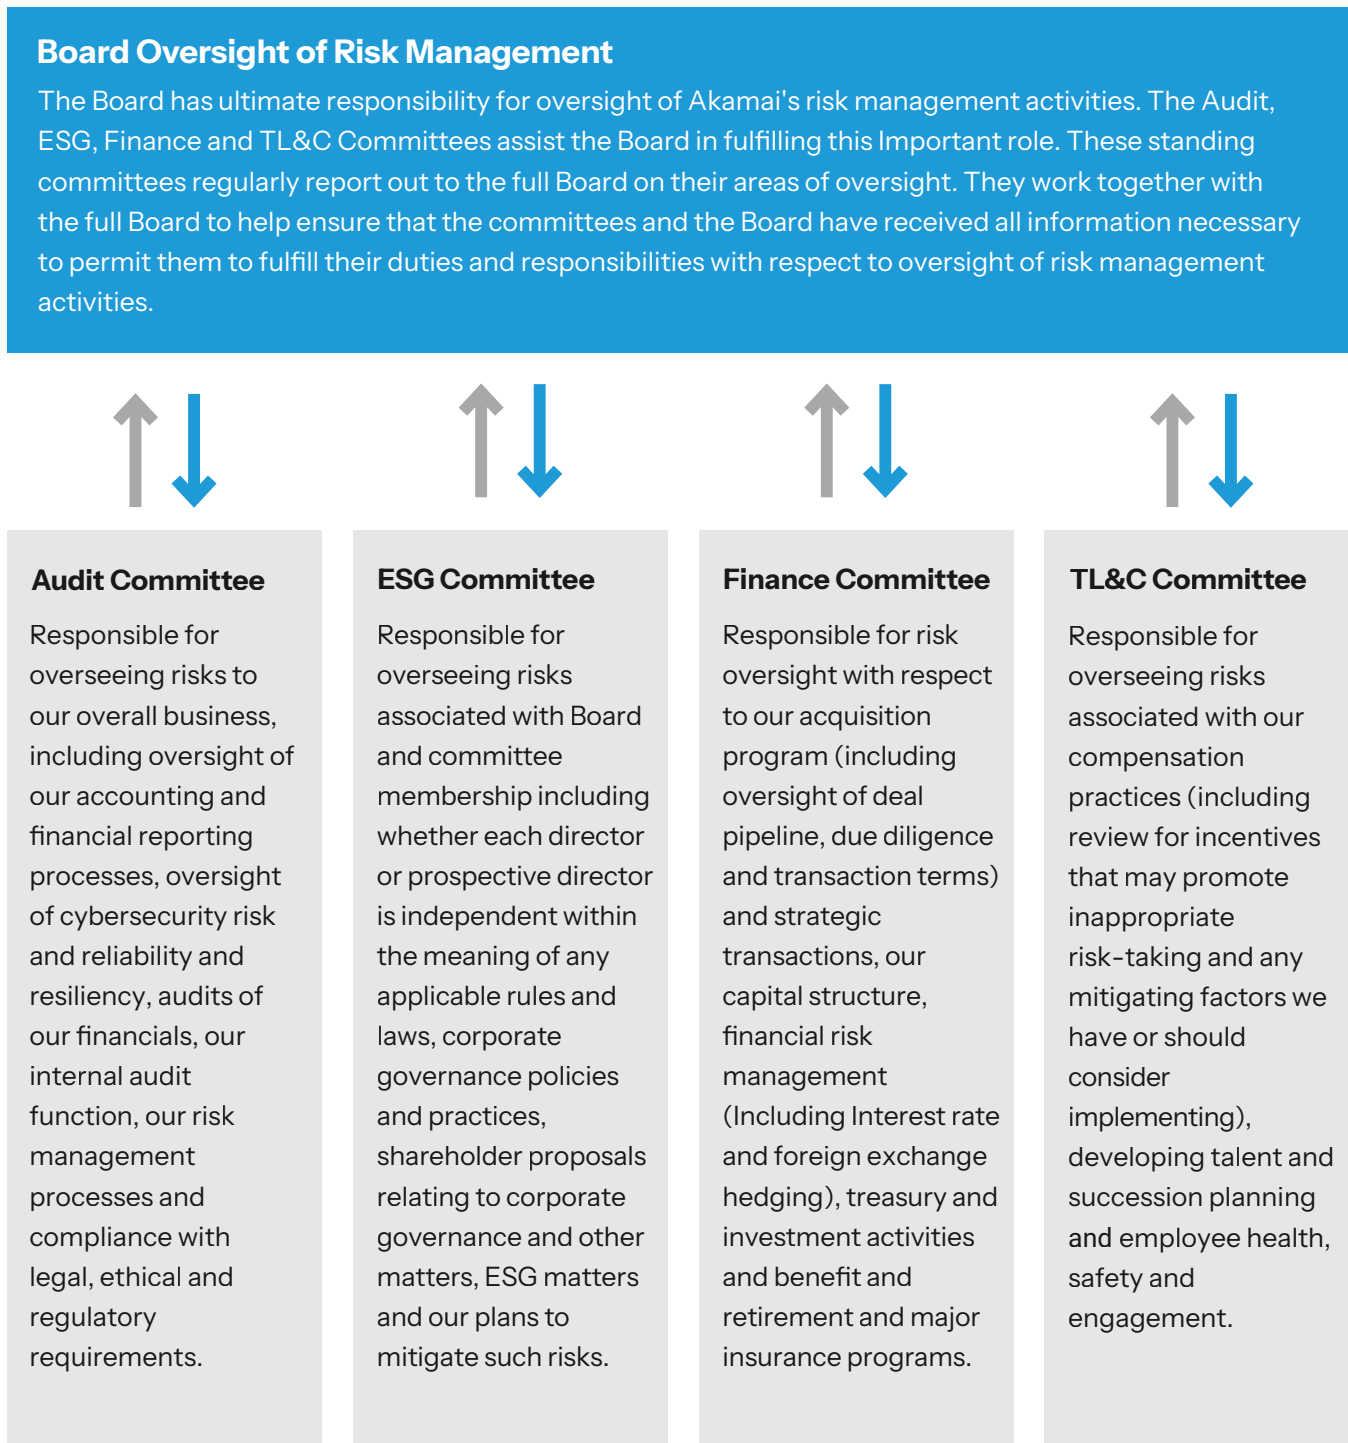 Board Oversight of Risk Management
The Board has ultimate responsibility for oversight of Akamai's risk management activities. The Audit,
ESG, Finance and TL&C Committees assist the Board in fulfilling this Important role. These standing
committees regularly report out to the full Board on their areas of oversight. They work together with
the full Board to help ensure that the committees and the Board have received all information necessary
to permit them to fulfill their duties and responsibilities with respect to oversight of risk management
activities.
Audit Committee
Responsible for
overseeing risks to
our overall business,
including oversight of
our accounting and
financial reporting
processes, oversight
of cybersecurity risk
and reliability and
resiliency, audits of
our financials, our
internal audit
function, our risk
management
processes and
compliance with
legal, ethical and
regulatory
requirements.
ESG Committee
Responsible for
overseeing risks
associated with Board
and committee
membership including
whether each director
or prospective director
is independent within
the meaning of any
applicable rules and
laws, corporate
governance policies
and practices,
shareholder proposals
relating to corporate
governance and other
matters, ESG matters
and our plans to
mitigate such risks.
Finance Committee
Responsible for risk
oversight with respect
to our acquisition
program (including
oversight of deal
pipeline, due diligence
and transaction terms)
and strategic
transactions, our
capital structure,
financial risk
management
(Including Interest rate
and foreign exchange
hedging), treasury and
investment activities
and benefit and
retirement and major
insurance programs.
TL&C Committee
Responsible for
overseeing risks
associated with our
compensation
practices (including
review for incentives
that may promote
inappropriate
risk-taking and any
mitigating factors we
have or should
consider
implementing),
developing talent and
succession planning
and employee health,
safety and
engagement.